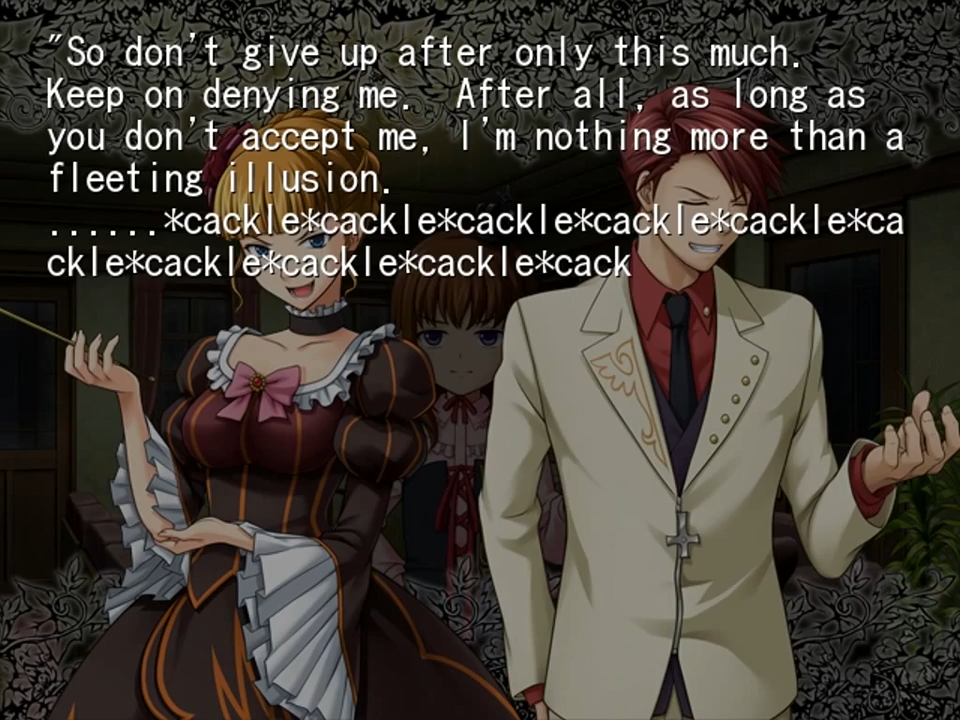 "So don't give up after only this much.
Keep on denying me.  After all, as long as
you don't accept me, I'm nothing more than a
fleeting illusion.
......*cackle*cackle*cackle*cackle*cackle*ca
ckle*cackle*cackle*cackle*cack